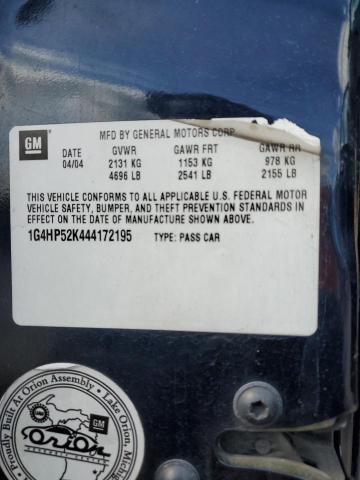 GM
MFD BY GENERAL MOTORS CORP
DATE GVWR GAWR FRT GAWR RR
04/04 2131 KG 1153 KG 978 KG
4696 LB 2541 LB 2155 LB
THIS VEHICLE CONFORMS TO ALL APPLICABLE U.S. FEDERAL MOTOR
VEHICLE SAFETY, BUMPER, AND THEFT PREVENTION STANDARDS IN
EFFECT ON THE DATE OF MANUFACTURE SHOWN ABOVE.
1G4HP52K444172195 TYPE: PASS CAR
Proudly Built At Orion Assembly. Lake Orion, Michig
GM
Orion